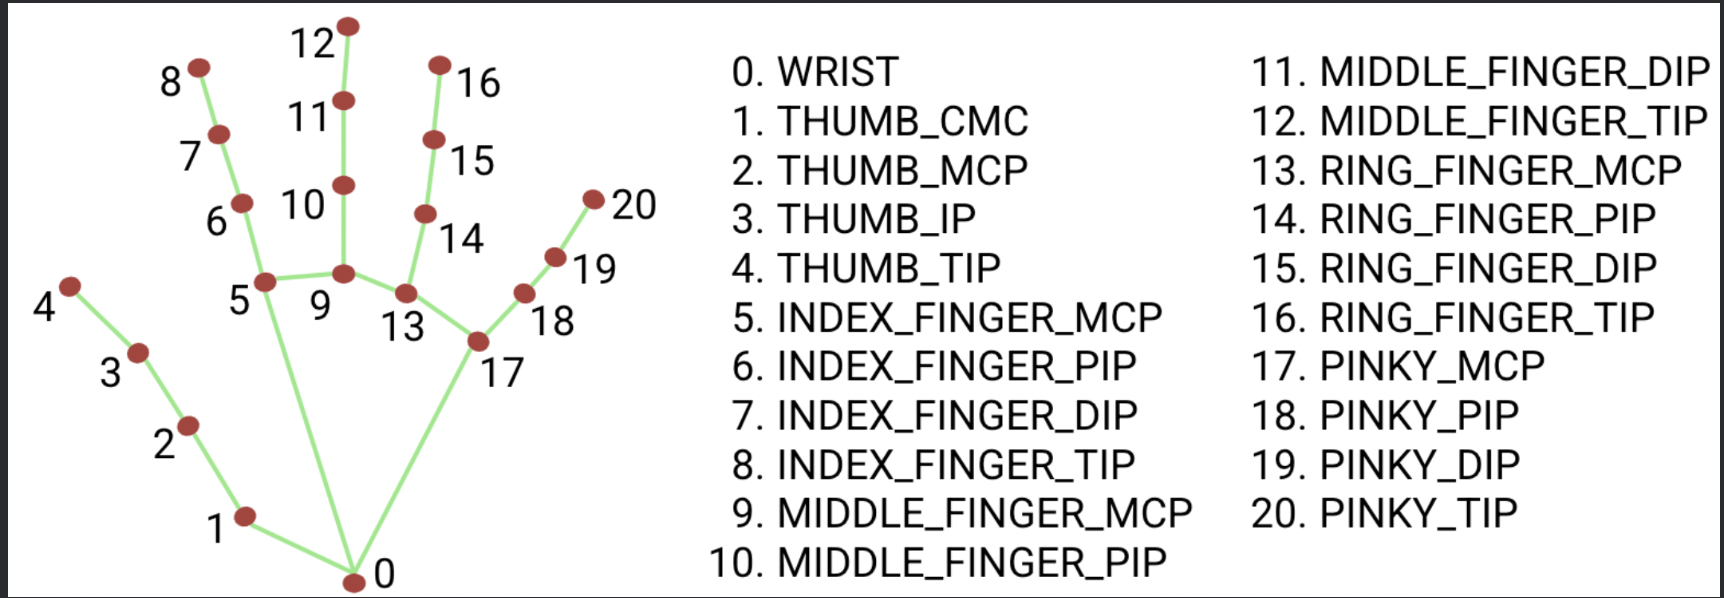 12
8
16
11
7
15
10
20
6
14
19
4
5
9
18
13
3
17
2
1
0
0. WRIST
1. THUMB_CMC
2. THUMB_MCP
3. THUMB_IP
4. THUMB_TIP
5. INDEX_FINGER_MCP
6. INDEX_FINGER_PIP
7. INDEX_FINGER_DIP
8. INDEX_FINGER_TIP
9. MIDDLE_FINGER_MCP
10. MIDDLE_FINGER_PIP
11. MIDDLE_FINGER_DIP
12. MIDDLE_FINGER_TIP
13. RING_FINGER_MCP
14. RING_FINGER_PIP
15. RING_FINGER_DIP
16. RING_FINGER_TIP
17. PINKY_MCP
18. PINKY_PIP
19. PINKY_DIP
20. PINKY_TIP